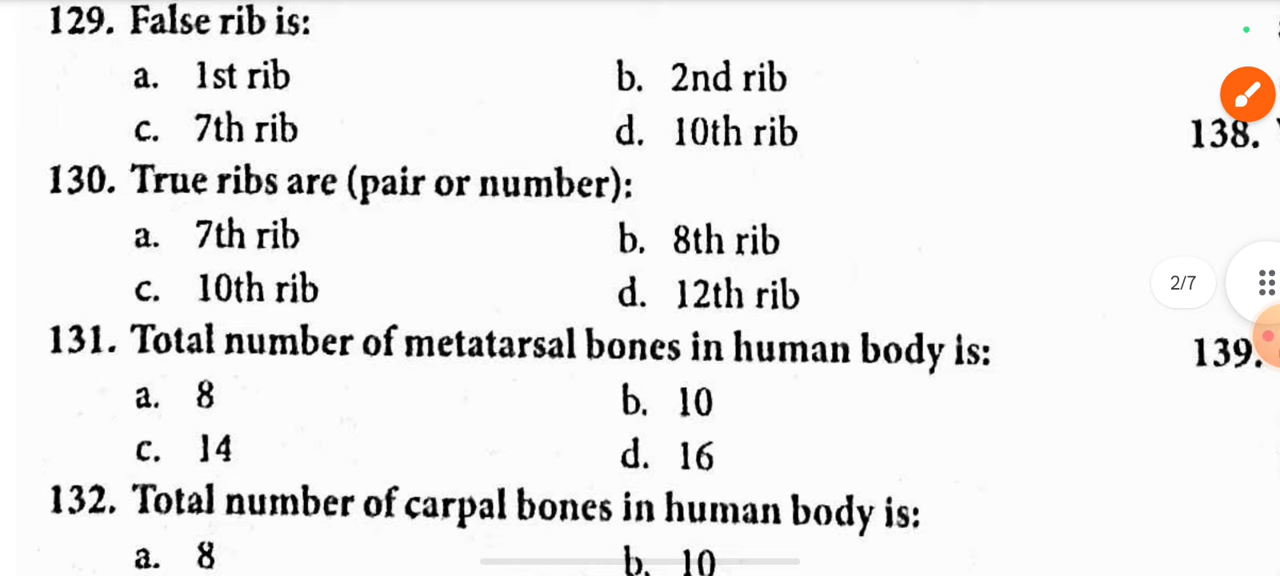 129. False rib is:
a. 1st rib b. 2nd rib
c. 7th rib d. 10th rib
138.
130. True ribs are (pair or number):
a. 7th rib b. 8th rib
c. 10th rib d. 12th rib
2/7
131. Total number of metatarsal bones in human body is:
139.
a. 8 b. 10
c. 14 d. 16
132. Total number of carpal bones in human body is:
a. 8 b. 10